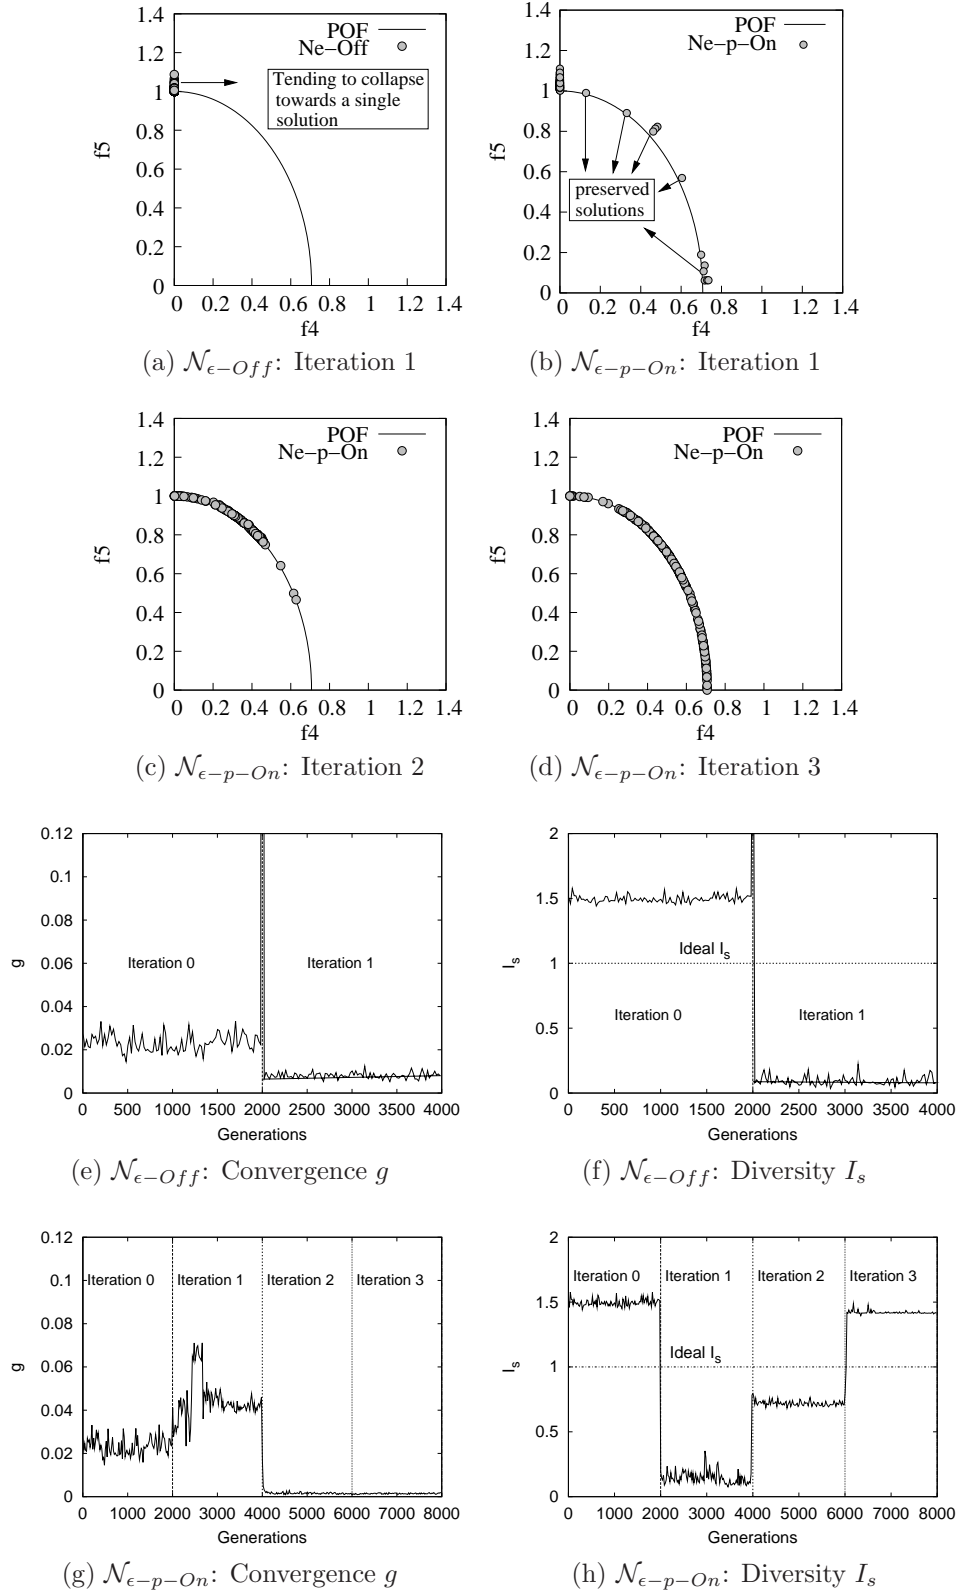 1.4
1.2
1
0.8
0.6
0.4
0.2
0
POF
Ne−Off
Tending to collapse
towards a single
solution
f5
0 0.2 0.4 0.6 0.8 1 1.2 1.4
f4
(a) 𝒩ϵ−Off: Iteration 1
1.4
1.2
1
0.8
0.6
0.4
0.2
0
POF
Ne−p−On
preserved
solutions
f5
0 0.2 0.4 0.6 0.8 1 1.2 1.4
f4
(b) 𝒩ϵ−p−On: Iteration 1
1.4
1.2
1
0.8
0.6
0.4
0.2
0
POF
Ne−p−On
f5
0 0.2 0.4 0.6 0.8 1 1.2 1.4
f4
(c) 𝒩ϵ−p−On: Iteration 2
1.4
1.2
1
0.8
0.6
0.4
0.2
0
POF
Ne−p−On
f5
0 0.2 0.4 0.6 0.8 1 1.2 1.4
f4
(d) 𝒩ϵ−p−On: Iteration 3
0.12
0.1
0.08
0.06
0.04
0.02
0
g
Iteration 0
Iteration 1
0 500 1000 1500 2000 2500 3000 3500 4000
Generations
(e) 𝒩ϵ−Off: Convergence g
2
1.5
1
0.5
0
Is
Ideal Is
Iteration 0
Iteration 1
0 500 1000 1500 2000 2500 3000 3500 4000
Generations
(f) 𝒩ϵ−Off: Diversity Is
0.12
0.1
0.08
0.06
0.04
0.02
0
g
Iteration 0
Iteration 1
Iteration 2
Iteration 3
0 1000 2000 3000 4000 5000 6000 7000 8000
Generations
(g) 𝒩ϵ−p−On: Convergence g
2
1.5
1
0.5
0
Is
Iteration 0
Iteration 1
Iteration 2
Iteration 3
Ideal Is
0 1000 2000 3000 4000 5000 6000 7000 8000
Generations
(h) 𝒩ϵ−p−On: Diversity Is